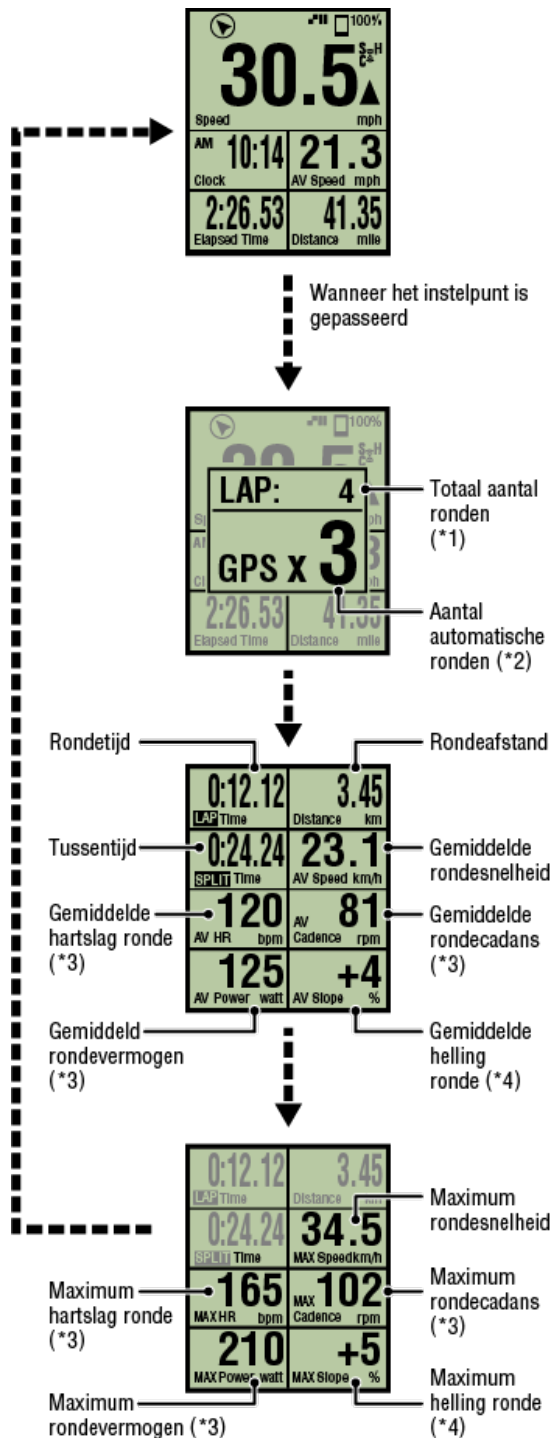 100%
S H
C
30.5
Speed mph
AM 10:14 21.3
Clock AV Speed mph
2:26.53 41.35
Elapsed Time Distance mile
Wanneer het instelpunt is
gepasseerd
100%
LAP: 4
GPS x 3
2:26.53 41.35
Elapsed Time Distance mile
Totaal aantal
ronden
(*1)
Aantal
automatische
ronden (*2)
Rondetijd
Rondeafstand
0:12.12 3.45
LAP Time Distance km
Tussentijd
0:24.24 23.1
SPLIT Time AV Speed km/h
Gemiddelde
rondesnelheid
Gemiddelde
hartslag ronde
(*3)
120 AV 81
AV HR bpm Cadence rpm
Gemiddelde
rondecadans
(*3)
125 +4
AV Power watt AV Slope %
Gemiddeld
rondevermogen
(*3)
Gemiddelde
helling
ronde (*4)
0:12.12 3.45
LAP Time Distance
0:24.24 34.5
SPLIT Time MAX Speed km/h
Maximum
rondesnelheid
Maximum
hartslag ronde
(*3)
165 MAX 102
MAX HR bpm Cadence rpm
Maximum
rondecadans
(*3)
210 +5
MAX Power watt MAX Slope %
Maximum
rondevermogen (*3)
Maximum
helling ronde
(*4)